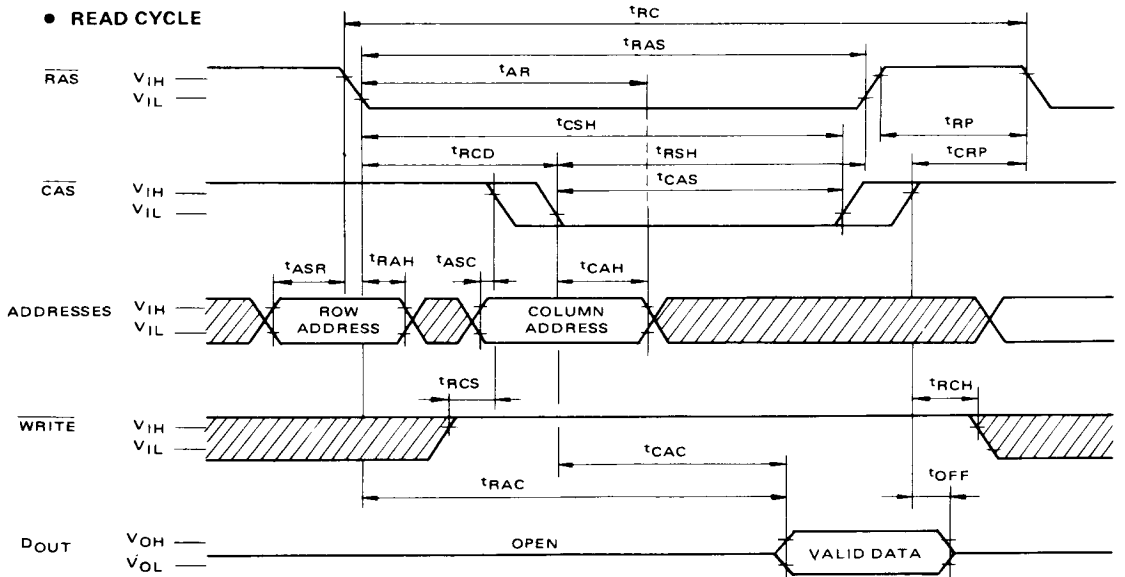 ● READ CYCLE
tRC
tRAS
tAR
RAS
VIH
VIL
tCSH
tRP
tRCD
tRSH
tCRP
CAS
VIH
VIL
tCAS
tASR
tRAH
tASC
tCAH
ADDRESSES
VIH
VIL
ROW
ADDRESS
COLUMN
ADDRESS
tRCS
tRCH
WRITE
VIH
VIL
tCAC
tRAC
tOFF
DOUT
VOH
VOL
OPEN
VALID DATA